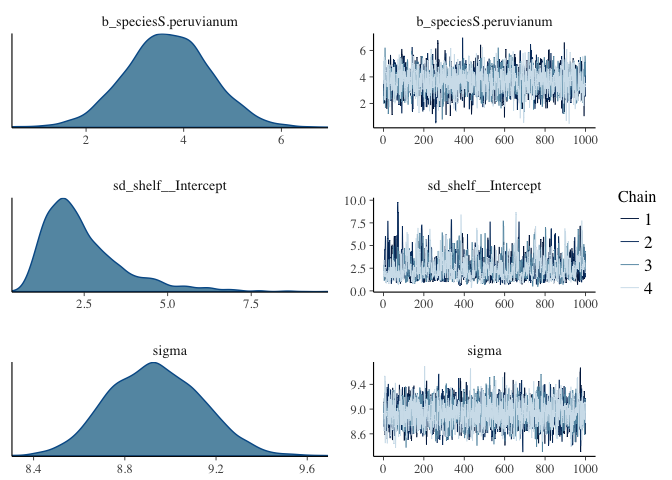 b_speciesS.peruvianum
b_speciesS.peruvianum
6
4
2
2 4 6
0 200 400 600 800 1000
sd_shelf__Intercept
sd_shelf__Intercept
10.0
7.5
5.0
2.5
0.0
2.5 5.0 7.5
0 200 400 600 800 1000
Chain
1
2
3
4
sigma
sigma
9.4
9.0
8.6
8.4 8.8 9.2 9.6
0 200 400 600 800 1000